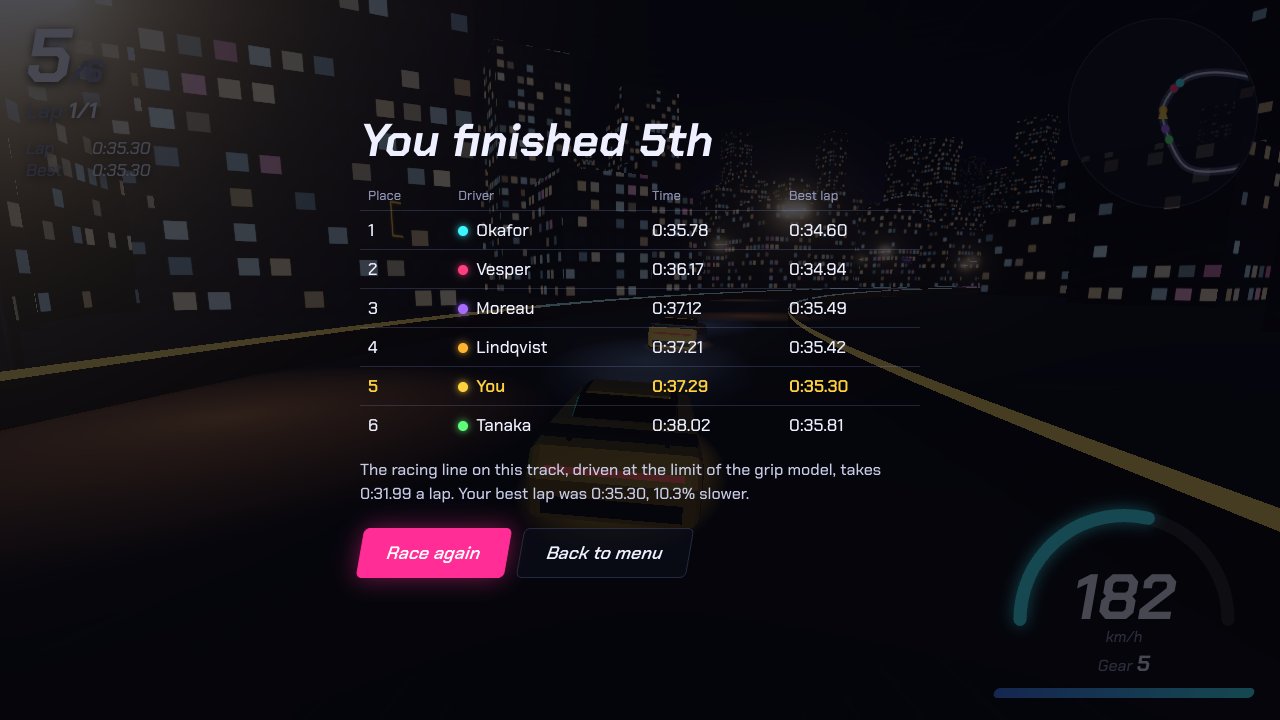 5 /6
Lap 1/1
Lap 0:35.30
Best 0:35.30
You finished 5th
Place Driver Time Best lap
1 Okafor 0:35.78 0:34.60
2 Vesper 0:36.17 0:34.94
3 Moreau 0:37.12 0:35.49
4 Lindqvist 0:37.21 0:35.42
5 You 0:37.29 0:35.30
6 Tanaka 0:38.02 0:35.81
The racing line on this track, driven at the limit of the grip model, takes
0:31.99 a lap. Your best lap was 0:35.30, 10.3% slower.
Race again Back to menu
182
km/h
Gear 5